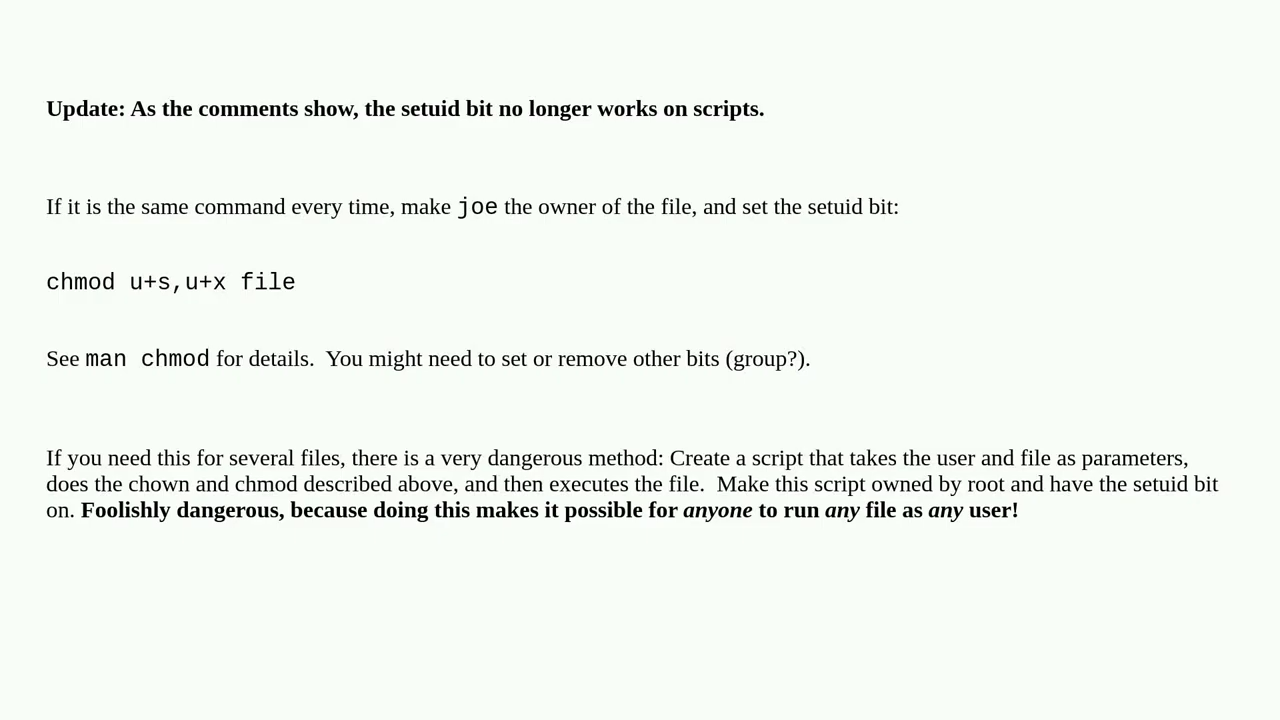 Update: As the comments show, the setuid bit no longer works on scripts.
If it is the same command every time, make joe the owner of the file, and set the setuid bit:
chmod u+s,u+x file
See man chmod for details.  You might need to set or remove other bits (group?).
If you need this for several files, there is a very dangerous method: Create a script that takes the user and file as parameters,
does the chown and chmod described above, and then executes the file.  Make this script owned by root and have the setuid bit
on. Foolishly dangerous, because doing this makes it possible for anyone to run any file as any user!